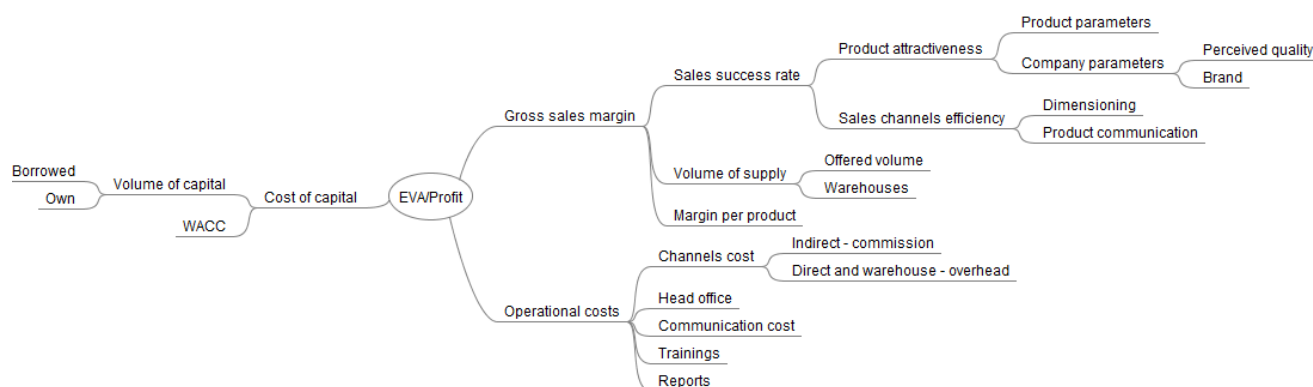 Product parameters
Product attractiveness
Company parameters
Perceived quality
Brand
Sales success rate
Dimensioning
Sales channels efficiency
Product communication
Gross sales margin
Offered volume
Volume of supply
Warehouses
Margin per product
Borrowed
Own
Volume of capital
WACC
Cost of capital
EVA/Profit
Indirect - commission
Channels cost
Direct and warehouse - overhead
Head office
Operational costs
Communication cost
Trainings
Reports